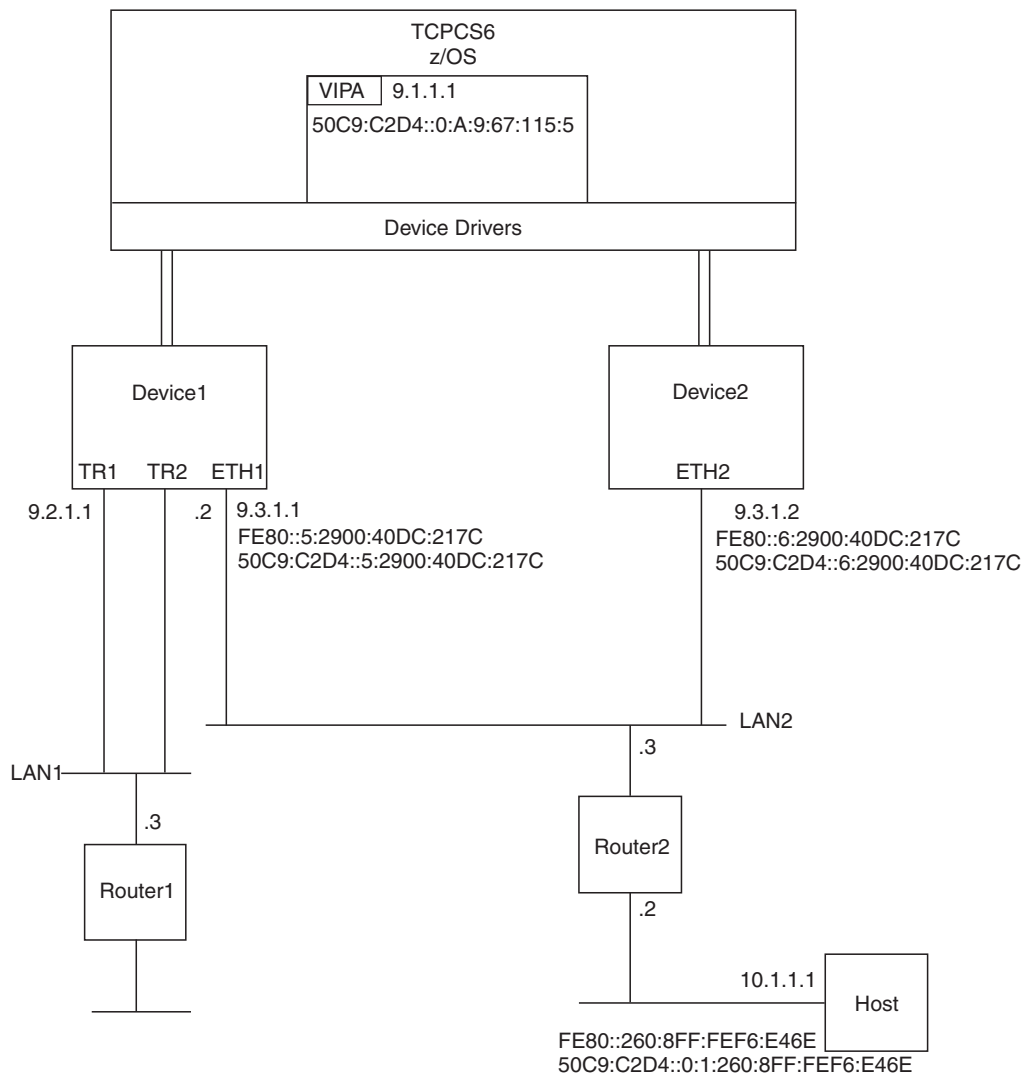 TCPCS6
z/OS
VIPA 9.1.1.1
50C9:C2D4::0:A:9:67:115:5
Device Drivers
Device1
Device2
TR1 TR2 ETH1
ETH2
9.2.1.1 .2 9.3.1.1
FE80::5:2900:40DC:217C
50C9:C2D4::5:2900:40DC:217C
9.3.1.2
FE80::6:2900:40DC:217C
50C9:C2D4::6:2900:40DC:217C
LAN2
.3
LAN1
.3
Router2
Router1
.2
10.1.1.1
Host
FE80::260:8FF:FEF6:E46E
50C9:C2D4::0:1:260:8FF:FEF6:E46E